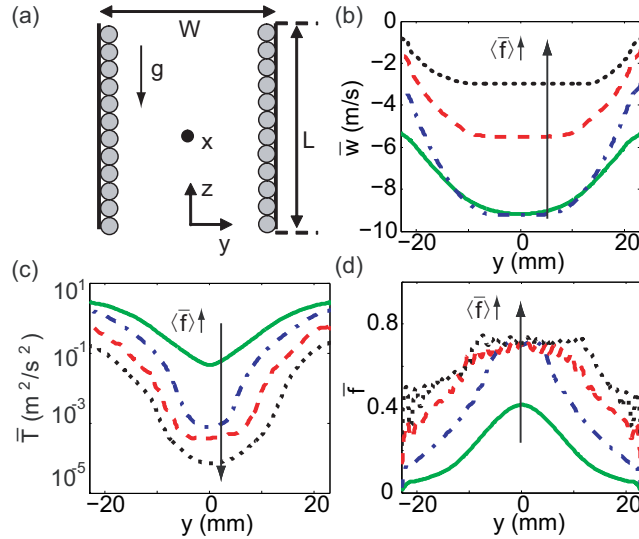 (a)
W
g
x
L
z
y
(b)
⟨f̄⟩↑
0
−2
−4
−6
−8
−10
w̄ (m/s)
−20 0 20
y (mm)
(c)
⟨f̄⟩↑
10¹
10⁻¹
10⁻³
10⁻⁵
T̄ (m²/s²)
−20 0 20
y (mm)
(d)
⟨f̄⟩↑
0.8
0.4
0
f̄
−20 0 20
y (mm)